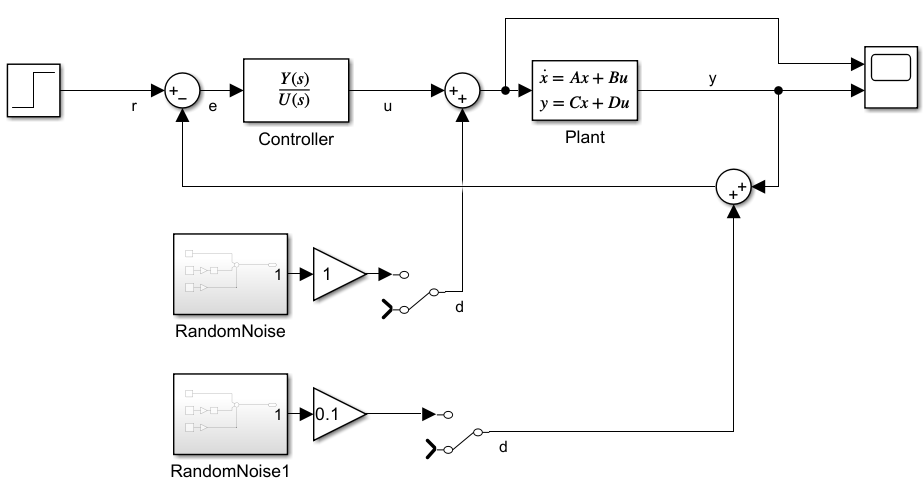 r
+
−
e
Y(s)
U(s)
Controller
u
+
+
ẋ = Ax + Bu
y = Cx + Du
Plant
y
+
+
1
1
RandomNoise
d
1
0.1
RandomNoise1
d